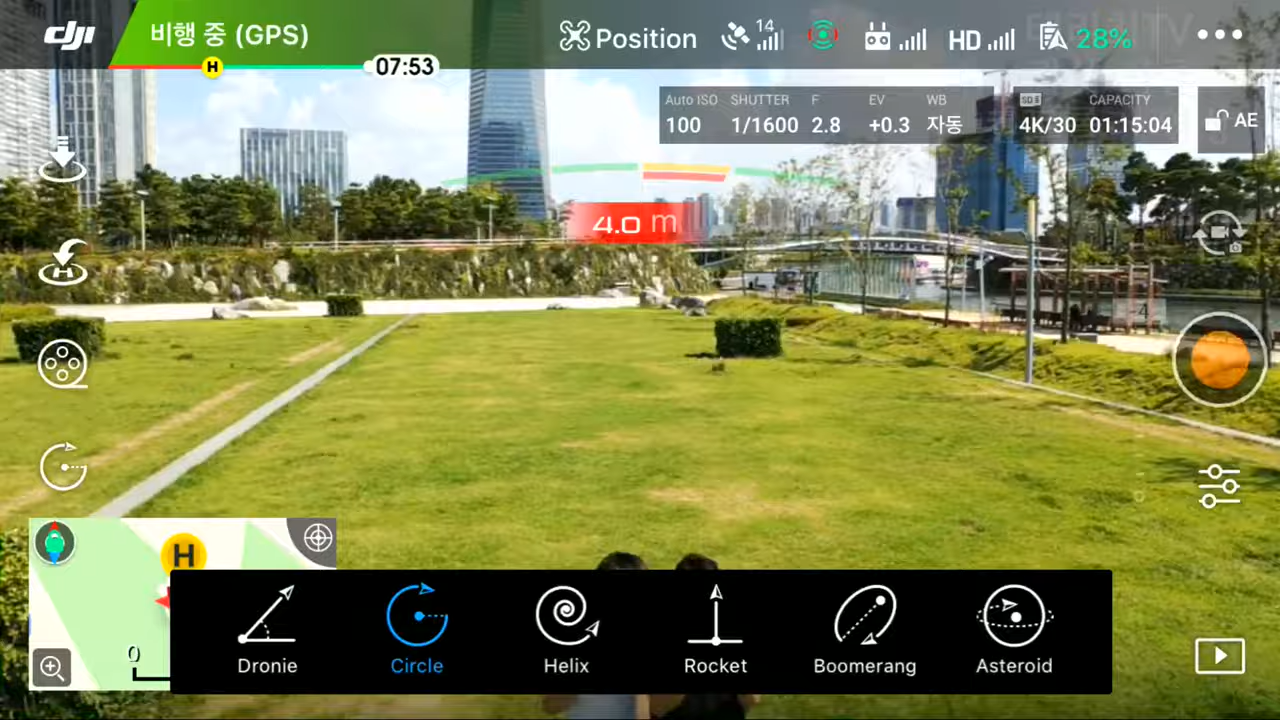 dji
비행 중 (GPS)
Position
14
HD
28%
H
07:53
Auto ISO
100
SHUTTER
1/1600
F
2.8
EV
+0.3
WB
자동
SD
4K/30
CAPACITY
01:15:04
AE
4.0 m
H
H
0
Dronie
Circle
Helix
Rocket
Boomerang
Asteroid